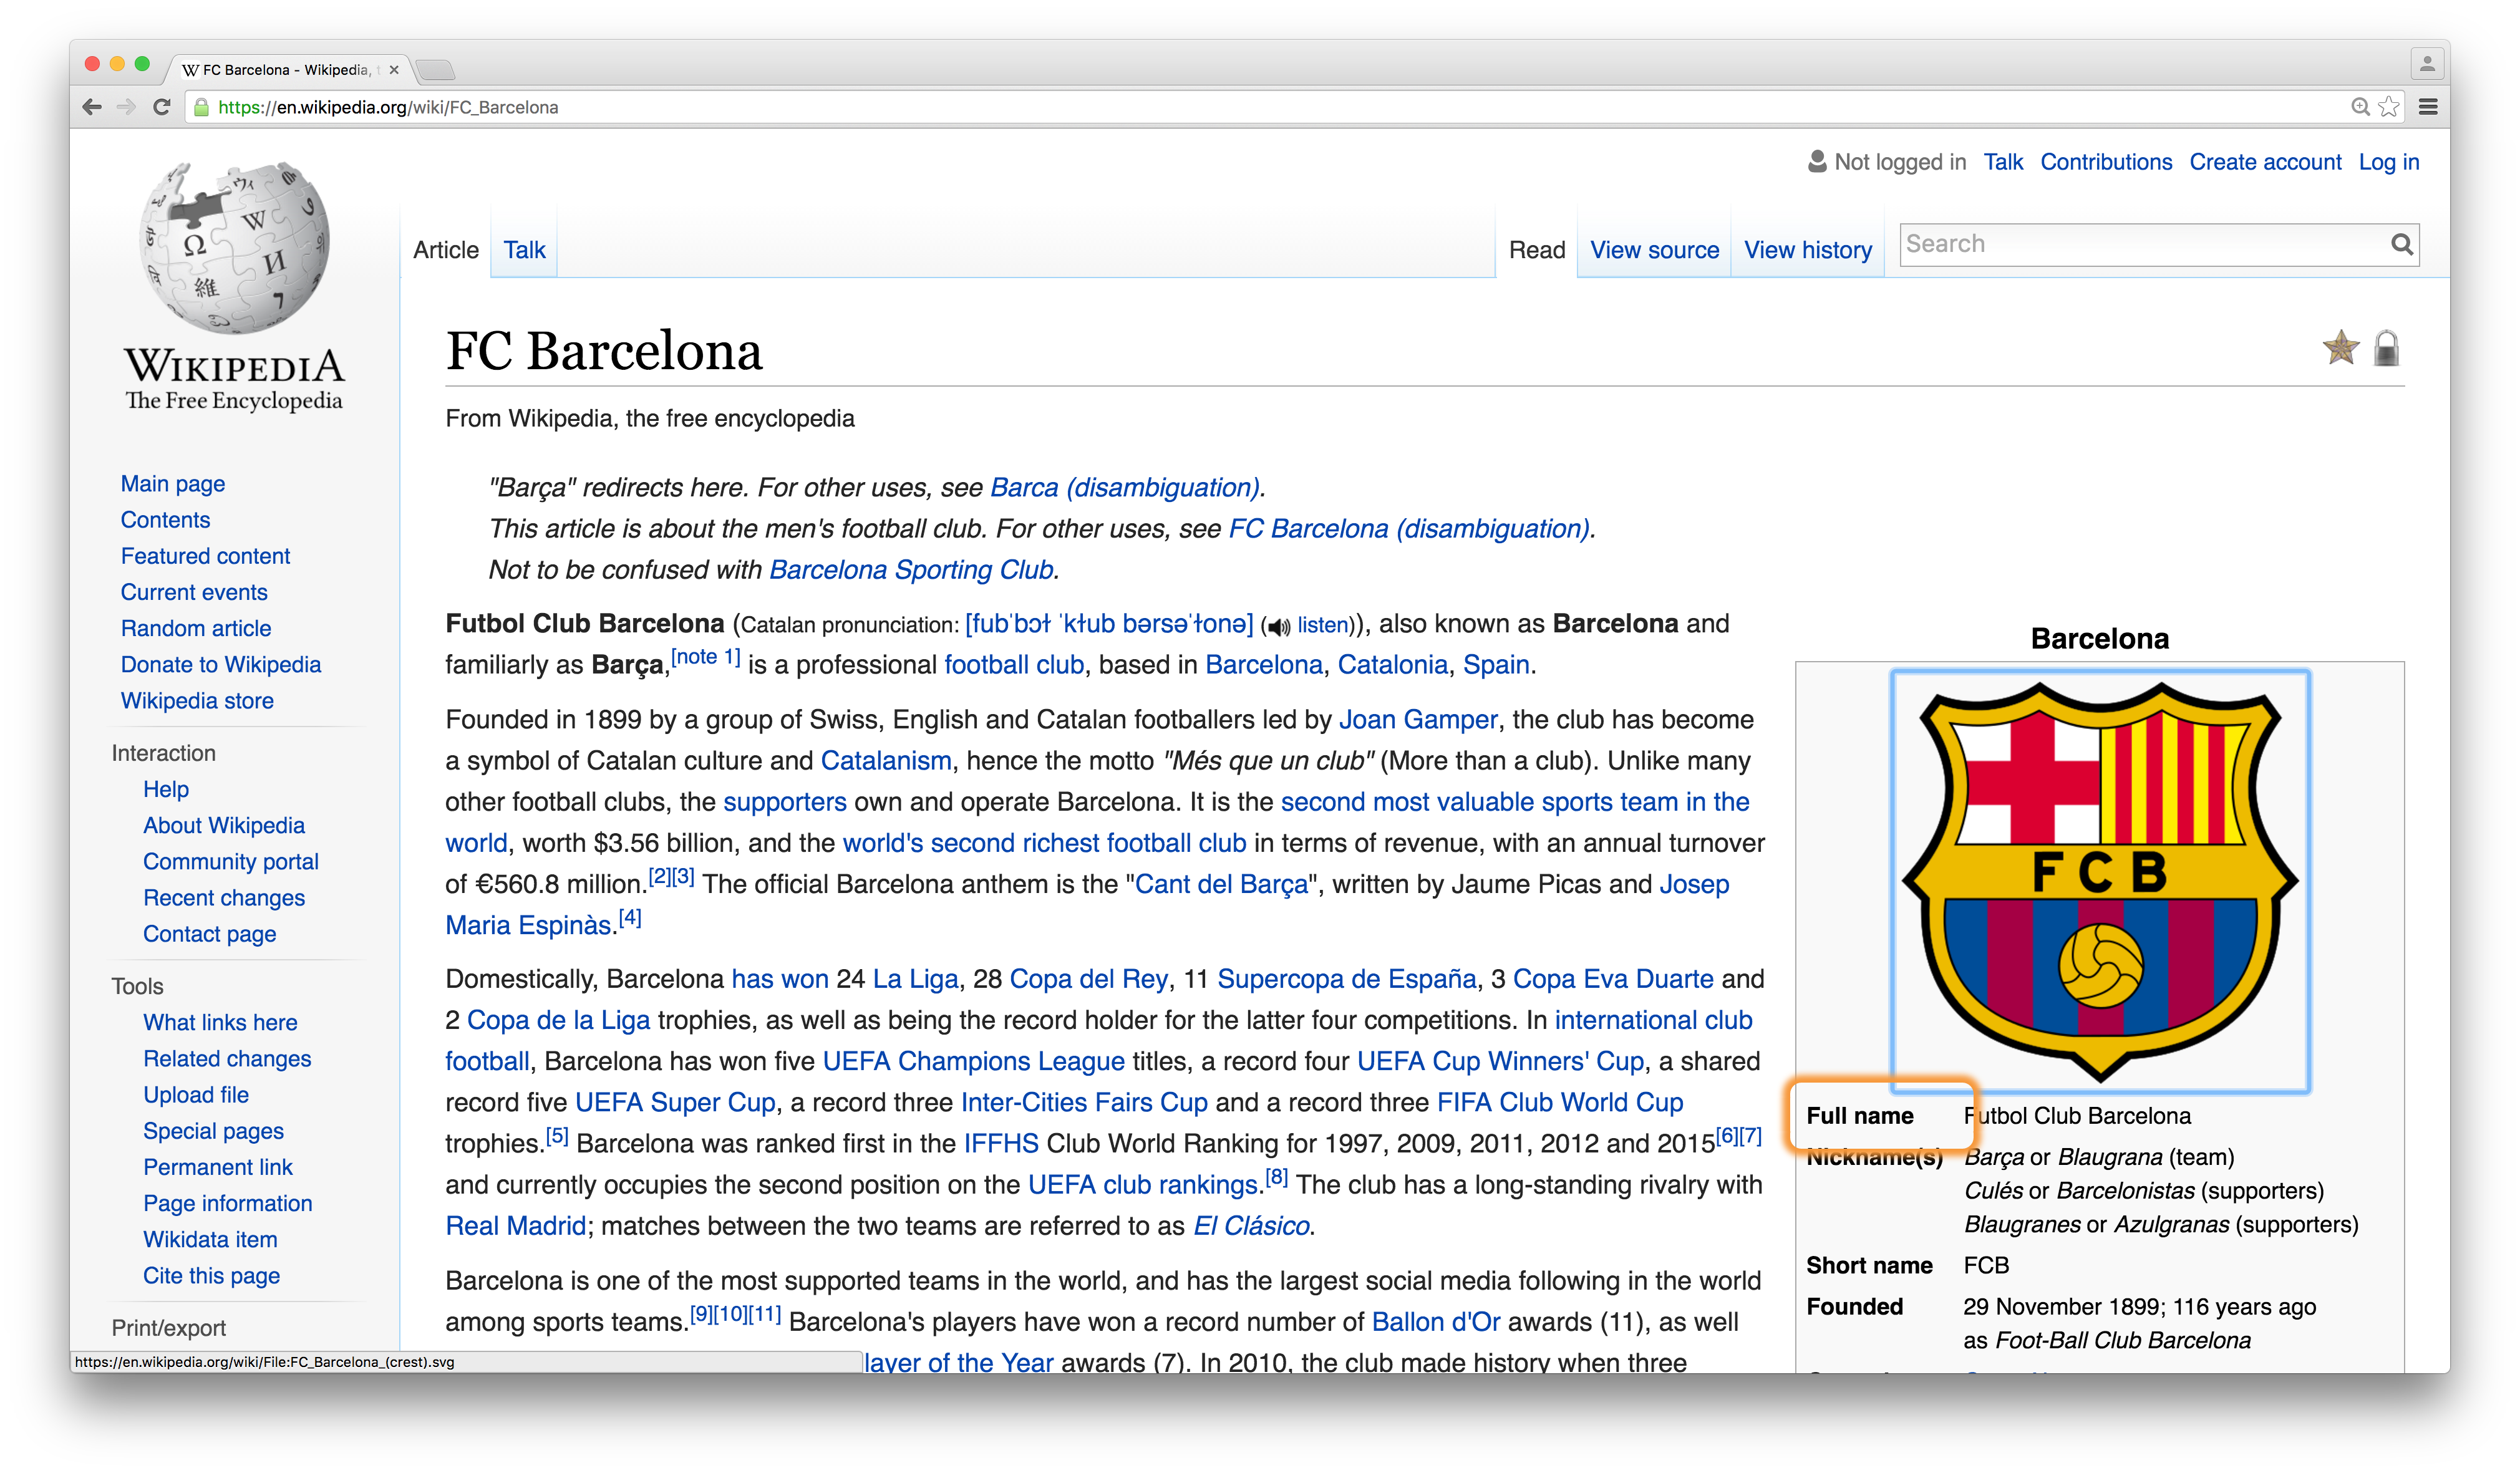 FC Barcelona - Wikipedia, t
https://en.wikipedia.org/wiki/FC_Barcelona
Not logged in Talk Contributions Create account Log in
Article Talk Read View source View history Search
WIKIPEDIA
The Free Encyclopedia
Main page
Contents
Featured content
Current events
Random article
Donate to Wikipedia
Wikipedia store
Interaction
Help
About Wikipedia
Community portal
Recent changes
Contact page
Tools
What links here
Related changes
Upload file
Special pages
Permanent link
Page information
Wikidata item
Cite this page
Print/export
FC Barcelona
From Wikipedia, the free encyclopedia
"Barça" redirects here. For other uses, see Barca (disambiguation).
This article is about the men's football club. For other uses, see FC Barcelona (disambiguation).
Not to be confused with Barcelona Sporting Club.
Futbol Club Barcelona (Catalan pronunciation: [fubˈbɔɫ ˈkɫub bərsəˈɫonə] ( listen)), also known as Barcelona and
familiarly as Barça,[note 1] is a professional football club, based in Barcelona, Catalonia, Spain.
Founded in 1899 by a group of Swiss, English and Catalan footballers led by Joan Gamper, the club has become
a symbol of Catalan culture and Catalanism, hence the motto "Més que un club" (More than a club). Unlike many
other football clubs, the supporters own and operate Barcelona. It is the second most valuable sports team in the
world, worth $3.56 billion, and the world's second richest football club in terms of revenue, with an annual turnover
of €560.8 million.[2][3] The official Barcelona anthem is the "Cant del Barça", written by Jaume Picas and Josep
Maria Espinàs.[4]
Domestically, Barcelona has won 24 La Liga, 28 Copa del Rey, 11 Supercopa de España, 3 Copa Eva Duarte and
2 Copa de la Liga trophies, as well as being the record holder for the latter four competitions. In international club
football, Barcelona has won five UEFA Champions League titles, a record four UEFA Cup Winners' Cup, a shared
record five UEFA Super Cup, a record three Inter-Cities Fairs Cup and a record three FIFA Club World Cup
trophies.[5] Barcelona was ranked first in the IFFHS Club World Ranking for 1997, 2009, 2011, 2012 and 2015[6][7]
and currently occupies the second position on the UEFA club rankings.[8] The club has a long-standing rivalry with
Real Madrid; matches between the two teams are referred to as El Clásico.
Barcelona is one of the most supported teams in the world, and has the largest social media following in the world
among sports teams.[9][10][11] Barcelona's players have won a record number of Ballon d'Or awards (11), as well
layer of the Year awards (7). In 2010, the club made history when three
Barcelona
FCB
Full name Futbol Club Barcelona
Nickname(s) Barça or Blaugrana (team)
Culés or Barcelonistas (supporters)
Blaugranes or Azulgranas (supporters)
Short name FCB
Founded 29 November 1899; 116 years ago
as Foot-Ball Club Barcelona
https://en.wikipedia.org/wiki/File:FC_Barcelona_(crest).svg